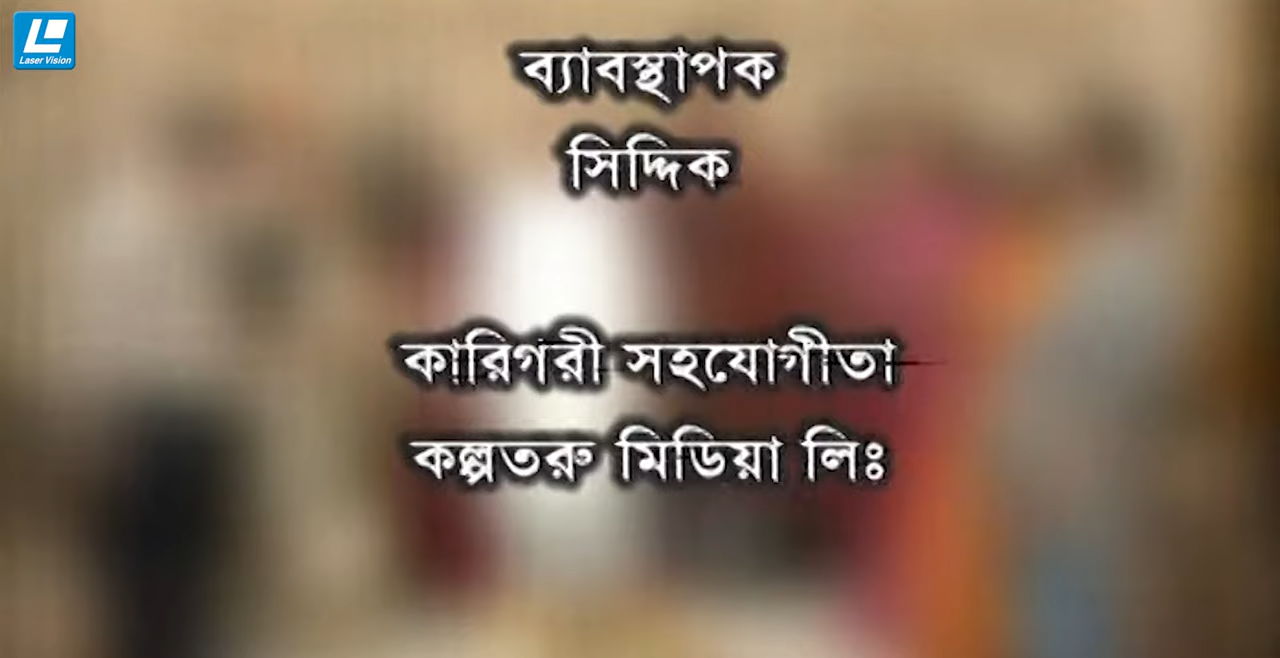 Laser Vision
ব্যাবস্থাপক
সিদ্দিক
কারিগরী সহযোগীতা
কল্পতরু মিডিয়া লিঃ